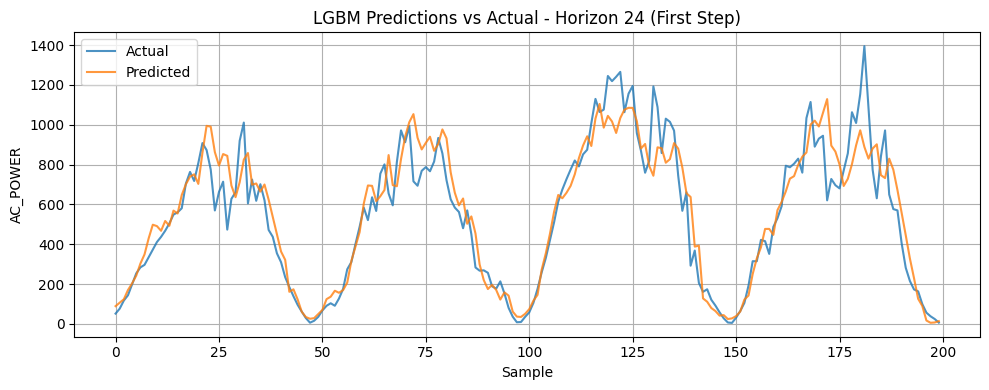 LGBM Predictions vs Actual - Horizon 24 (First Step)
Actual
Predicted
AC_POWER
1400
1200
1000
800
600
400
200
0
0 25 50 75 100 125 150 175 200
Sample